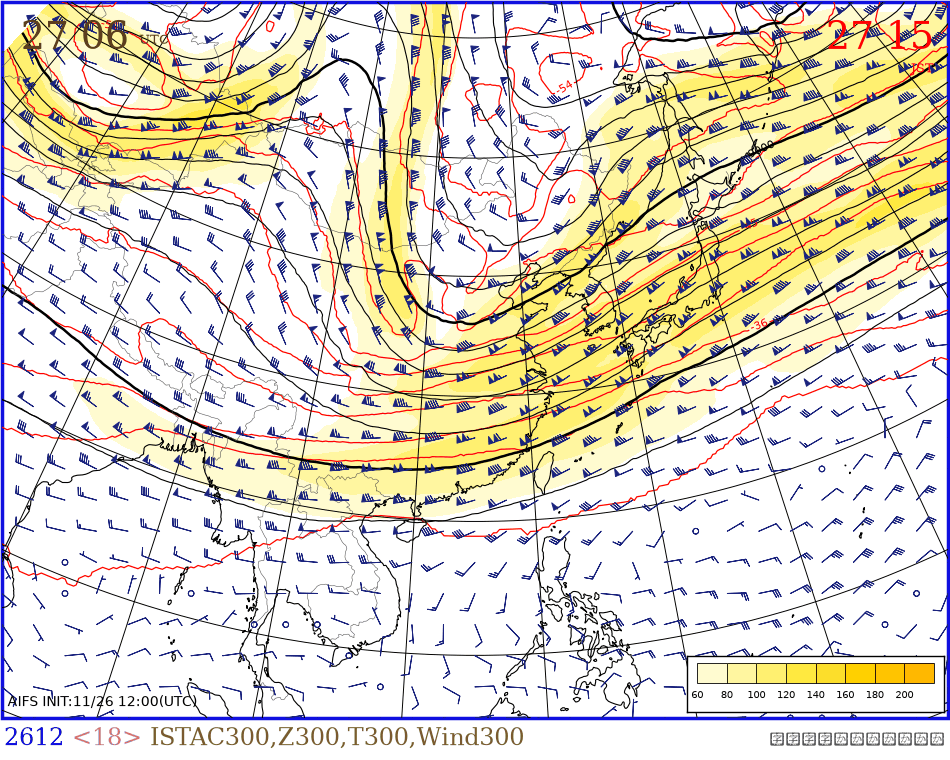 27 06 UTC
27 15 JST
-54
9000
-36
60 80 100 120 140 160 180 200
AIFS INIT:11/26 12:00(UTC)
2612 <18> ISTAC300,Z300,T300,Wind300